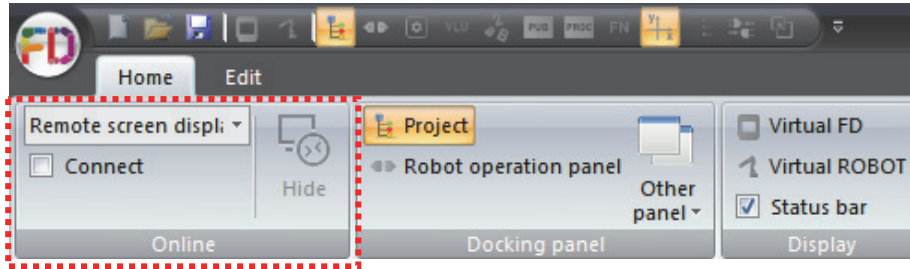 FD
VLU
PUB
PROC
FN
Y
x
Home
Edit
Remote screen displ
Connect
Hide
Online
Project
Robot operation panel
Other
panel
Docking panel
Virtual FD
Virtual ROBOT
Status bar
Display